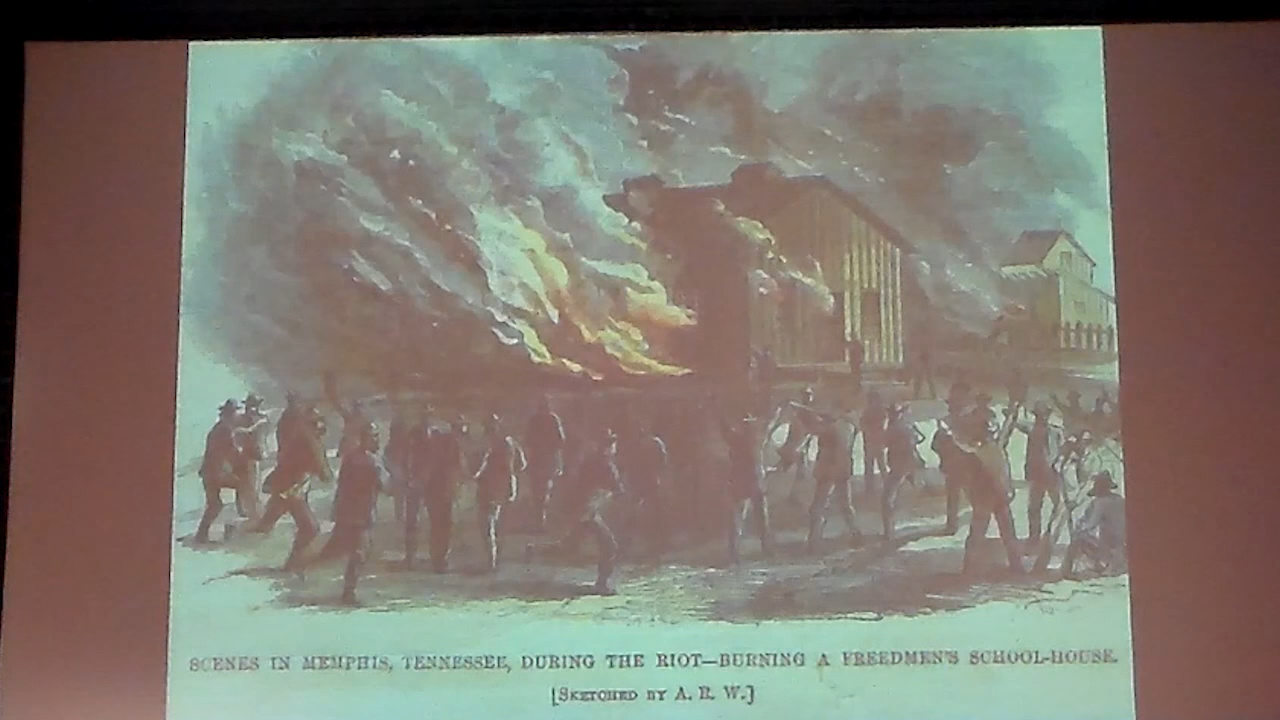 SCENES IN MEMPHIS, TENNESSEE, DURING THE RIOT—BURNING A FREEDMEN'S SCHOOL-HOUSE.
[SKETCHED BY A. R. W.]